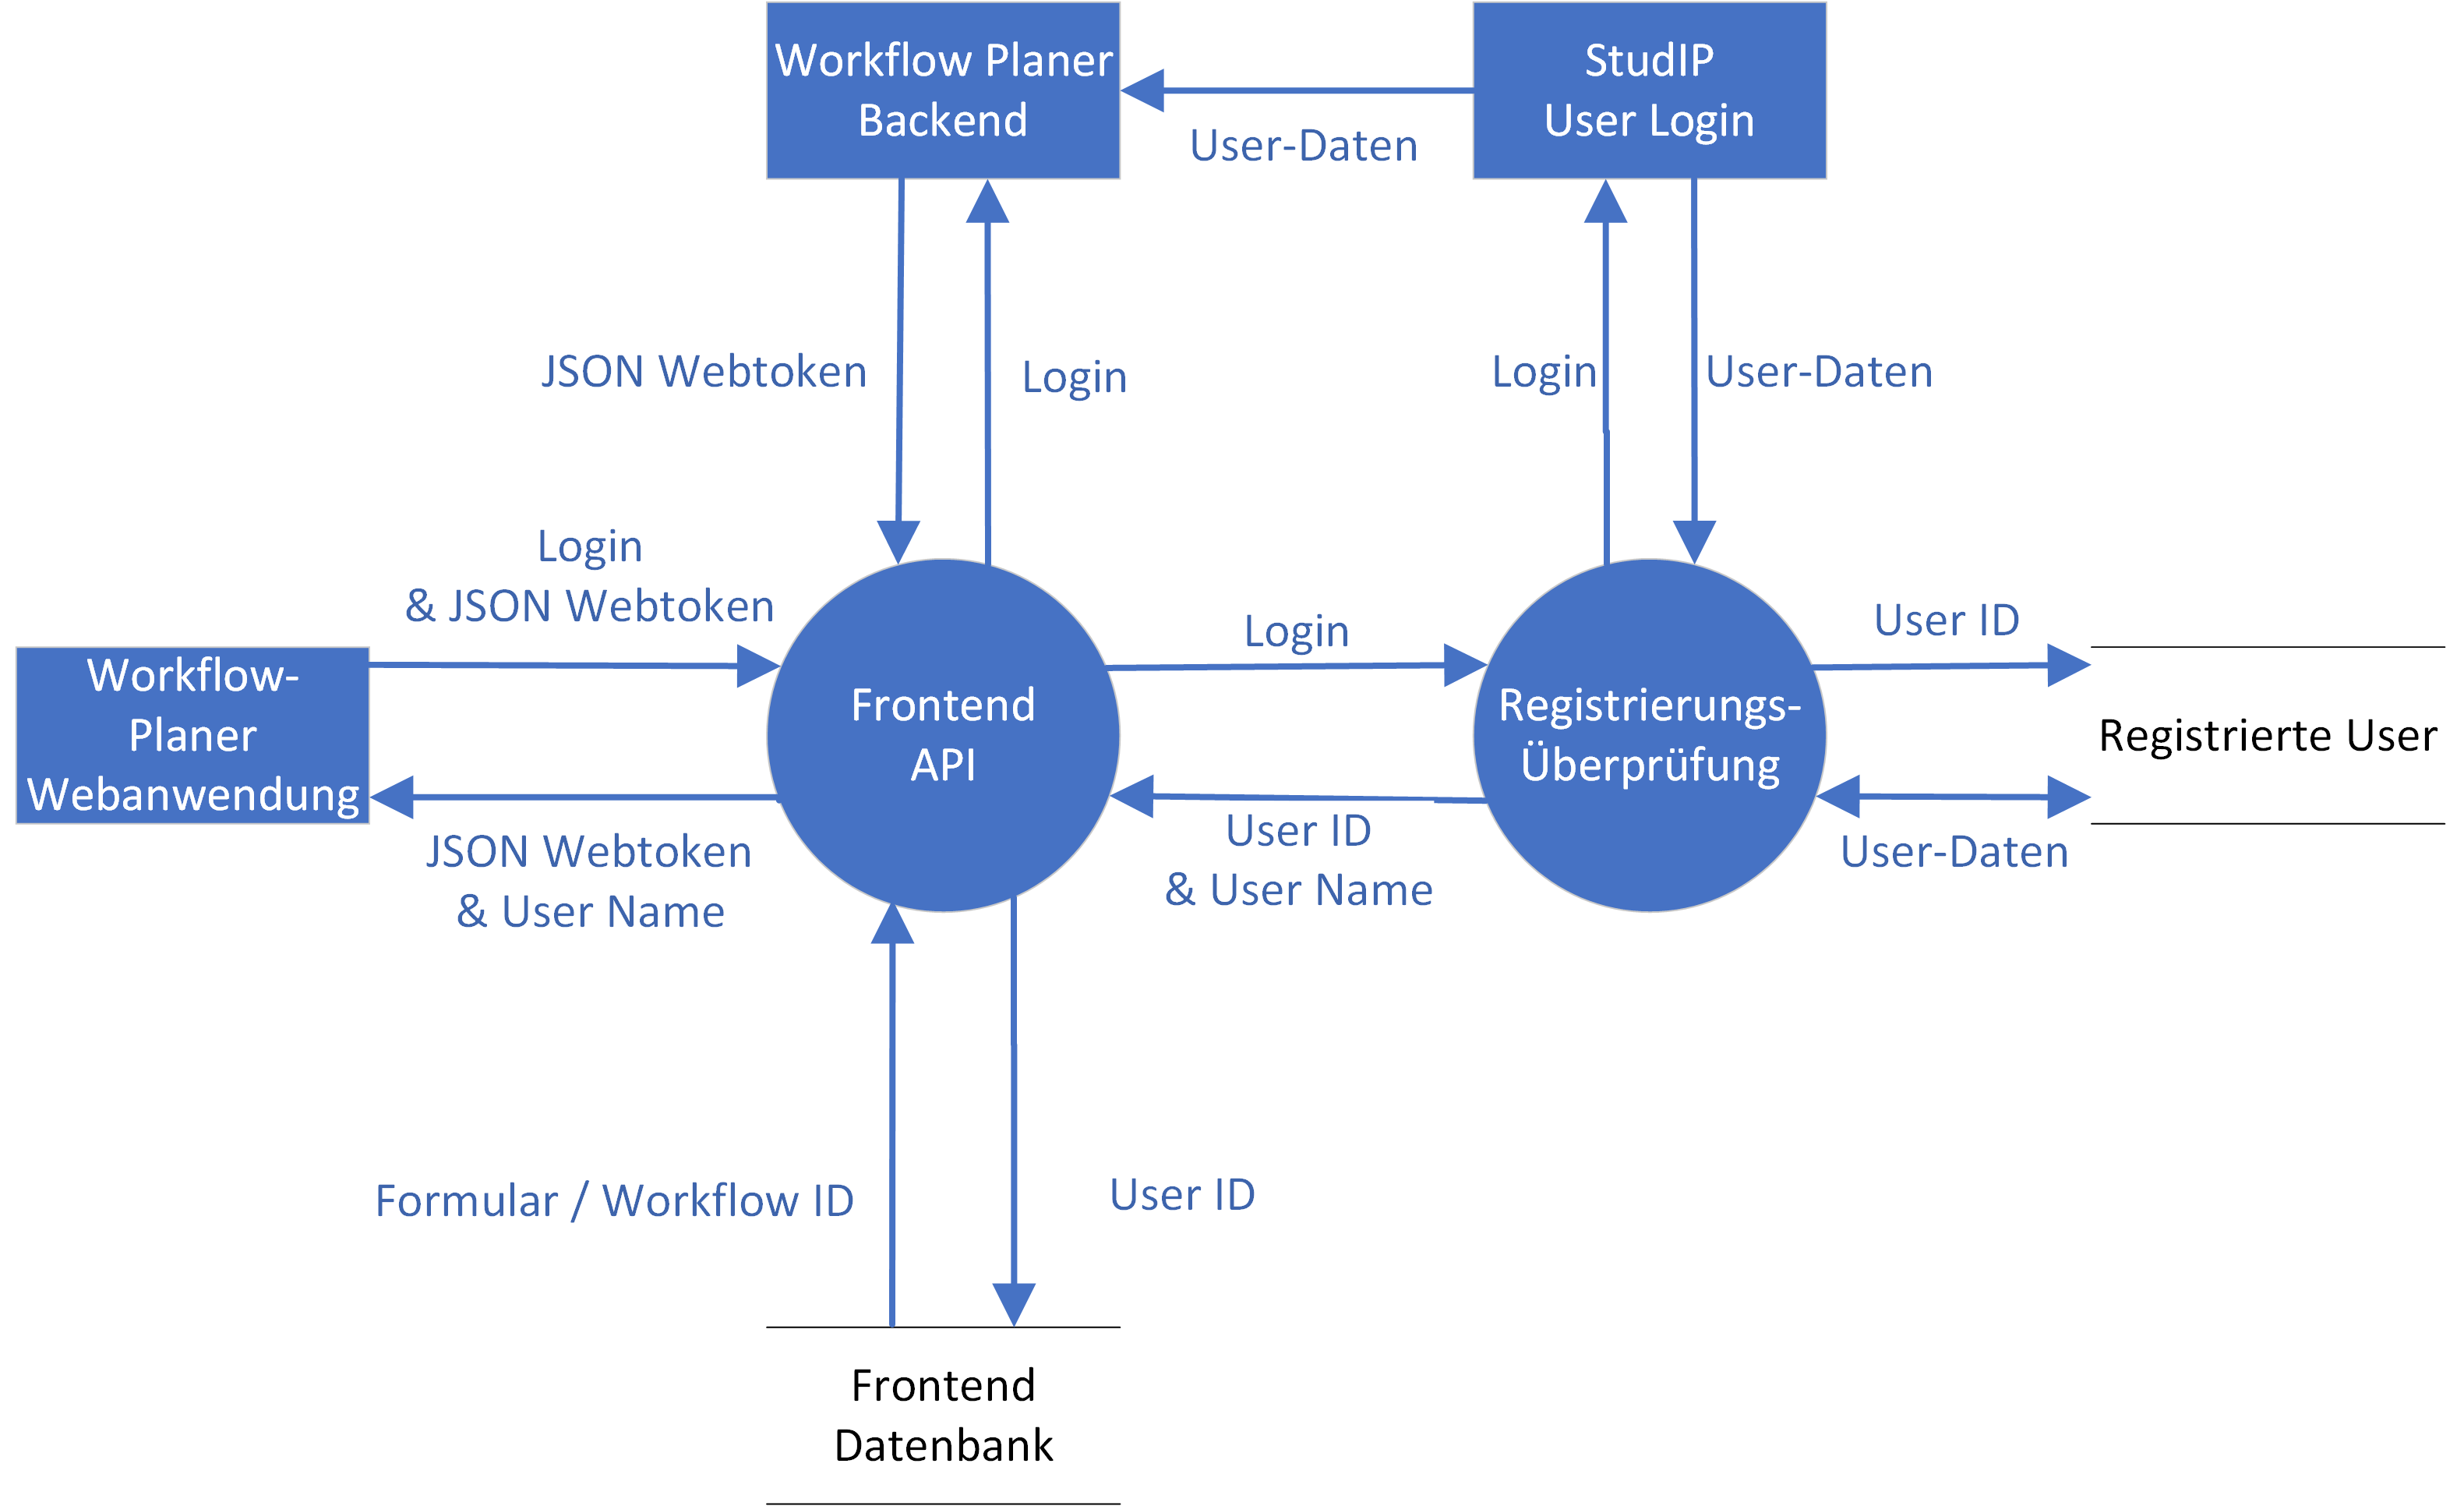 Workflow Planer
Backend
StudIP
User Login
User-Daten
JSON Webtoken
Login
Login
User-Daten
Login
& JSON Webtoken
Login
User ID
Workflow-
Planer
Webanwendung
Frontend
API
Registrierungs-
Überprüfung
Registrierte User
JSON Webtoken
& User Name
User ID
& User Name
User-Daten
Formular / Workflow ID
User ID
Frontend
Datenbank